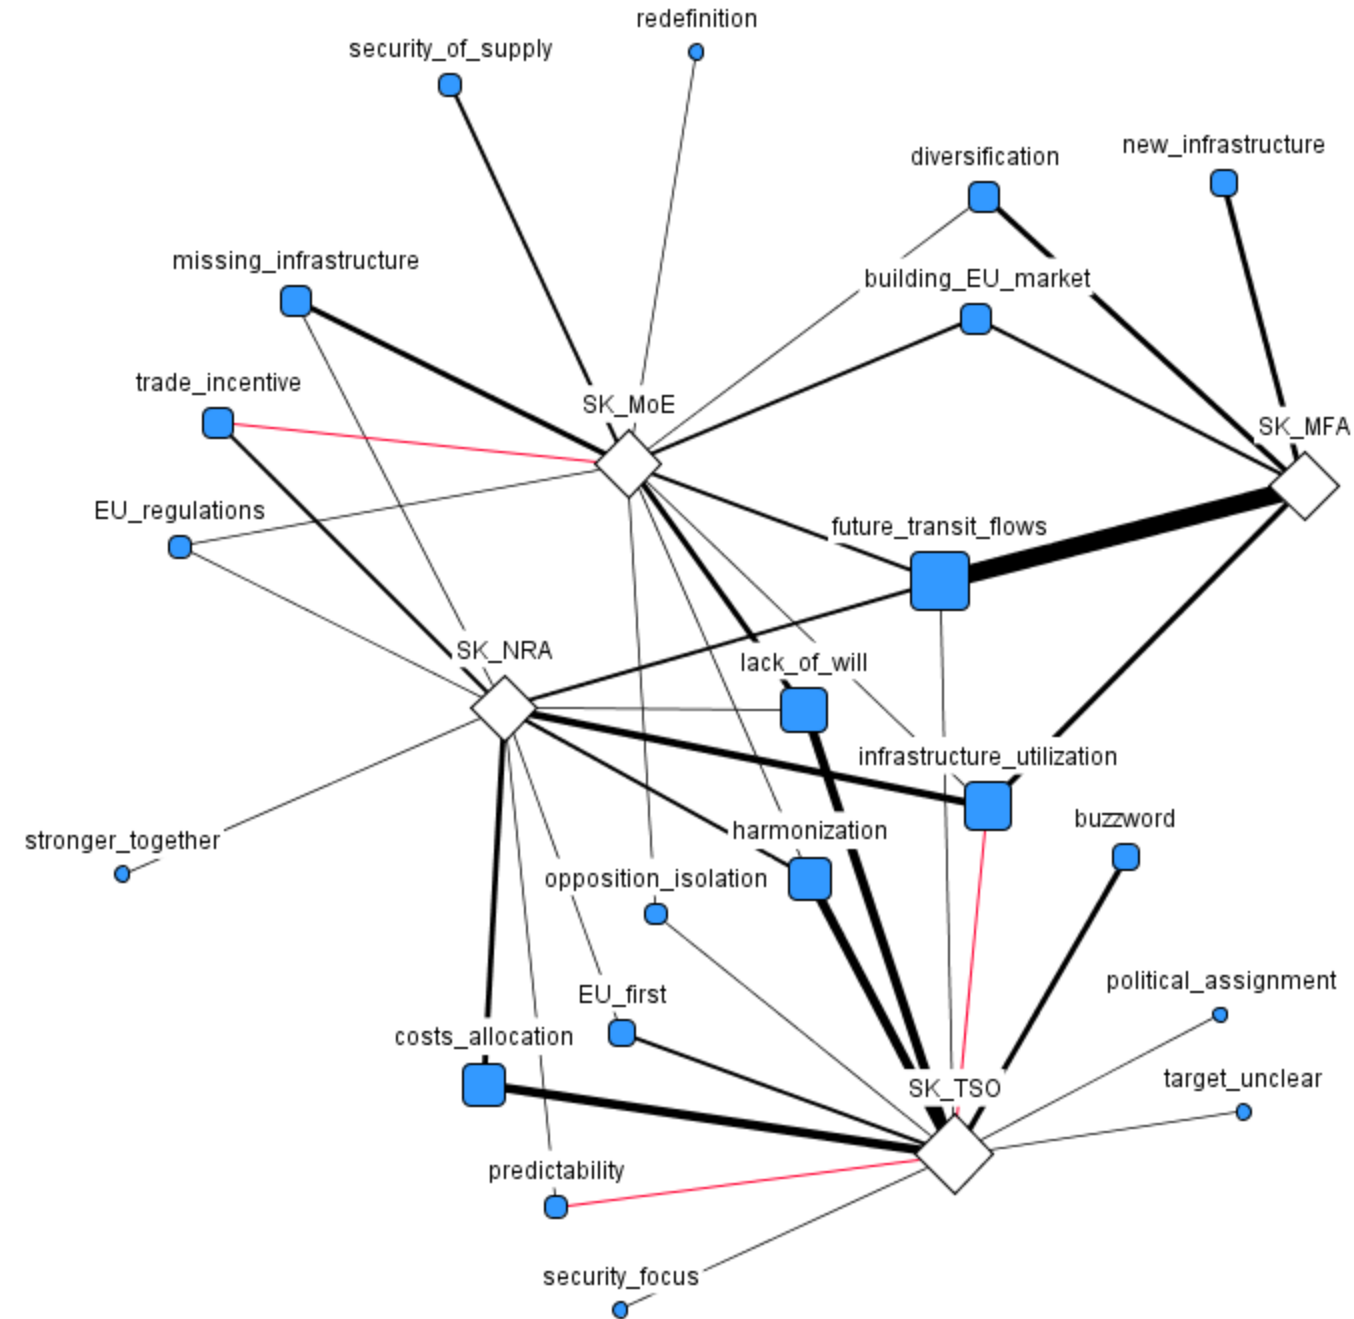 redefinition
security_of_supply
new_infrastructure
diversification
missing_infrastructure
building_EU_market
trade_incentive
SK_MoE
SK_MFA
EU_regulations
future_transit_flows
SK_NRA
lack_of_will
infrastructure_utilization
buzzword
harmonization
stronger_together
opposition_isolation
political_assignment
EU_first
costs_allocation
target_unclear
SK_TSO
predictability
security_focus